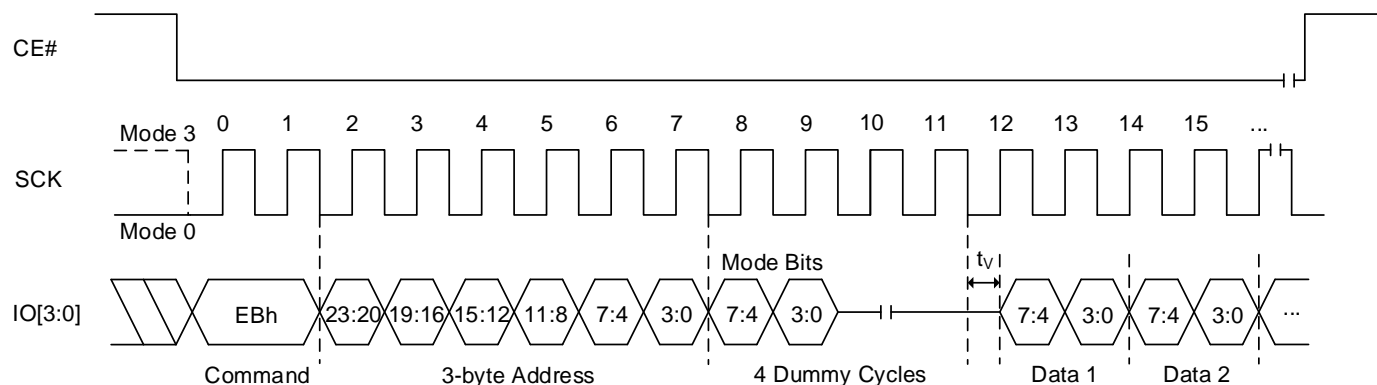 CE#
Mode 3
0 1 2 3 4 5 6 7 8 9 10 11 12 13 14 15 ...
SCK
Mode 0
Mode Bits
tV
IO[3:0]
EBh 23:20 19:16 15:12 11:8 7:4 3:0 7:4 3:0 7:4 3:0 7:4 3:0 ...
Command 3-byte Address 4 Dummy Cycles Data 1 Data 2